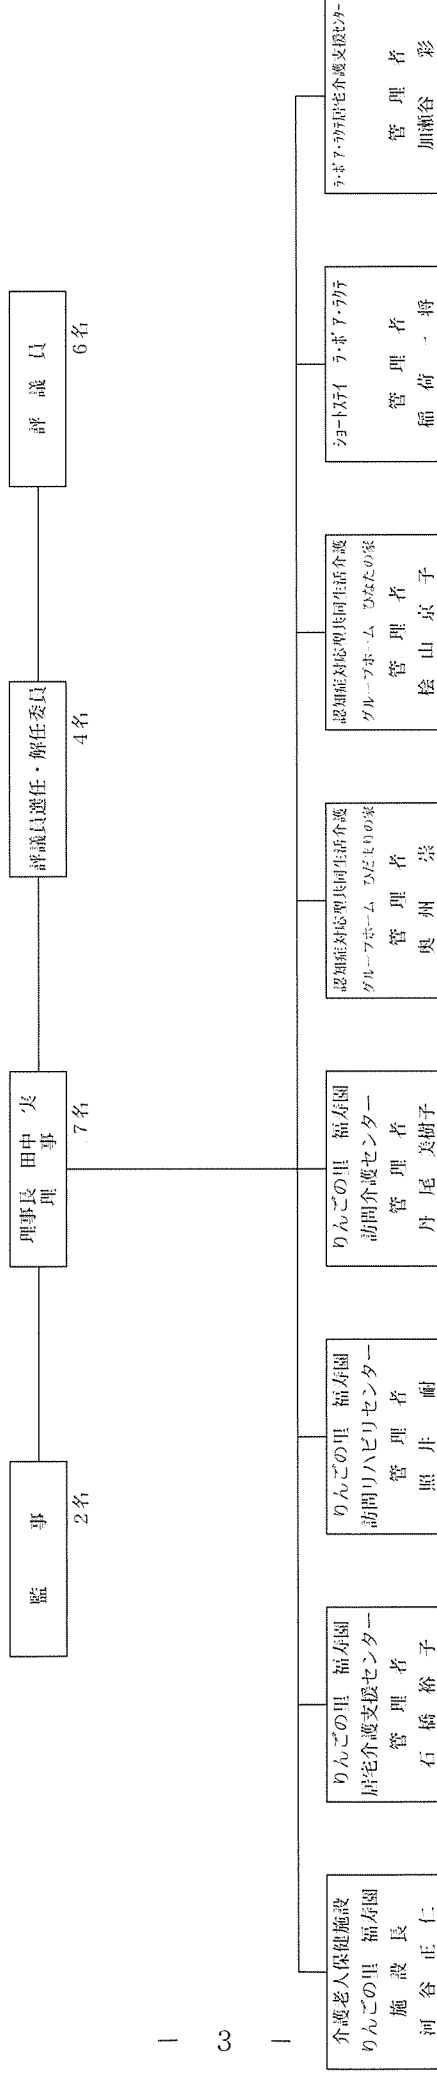 監　　事
2名
理事長　田中　実
理　　　事
7名
評議員選任・解任委員
4名
評　議　員
6名
介護老人保健施設
りんごの里　福寿園
施　設　長
河　谷　正　仁
りんごの里　福寿園
居宅介護支援センター
管　理　者
石　橋　裕　子
りんごの里　福寿園
訪問リハビリセンター
管　理　者
照　井　　耐
りんごの里　福寿園
訪問介護センター
管　理　者
丹　尾　美樹子
認知症対応型共同生活介護
グループホーム　ひだまりの家
管　理　者
奥　州　　崇
認知症対応型共同生活介護
グループホーム　ひなたの家
管　理　者
桧　山　京　子
ショートステイ　ラ・ボア・ラクテ
管　理　者
稲　荷　一　将
ラ・ボア・ラクテ居宅介護支援センター
管　理　者
加瀬谷　彩
― 3 ―